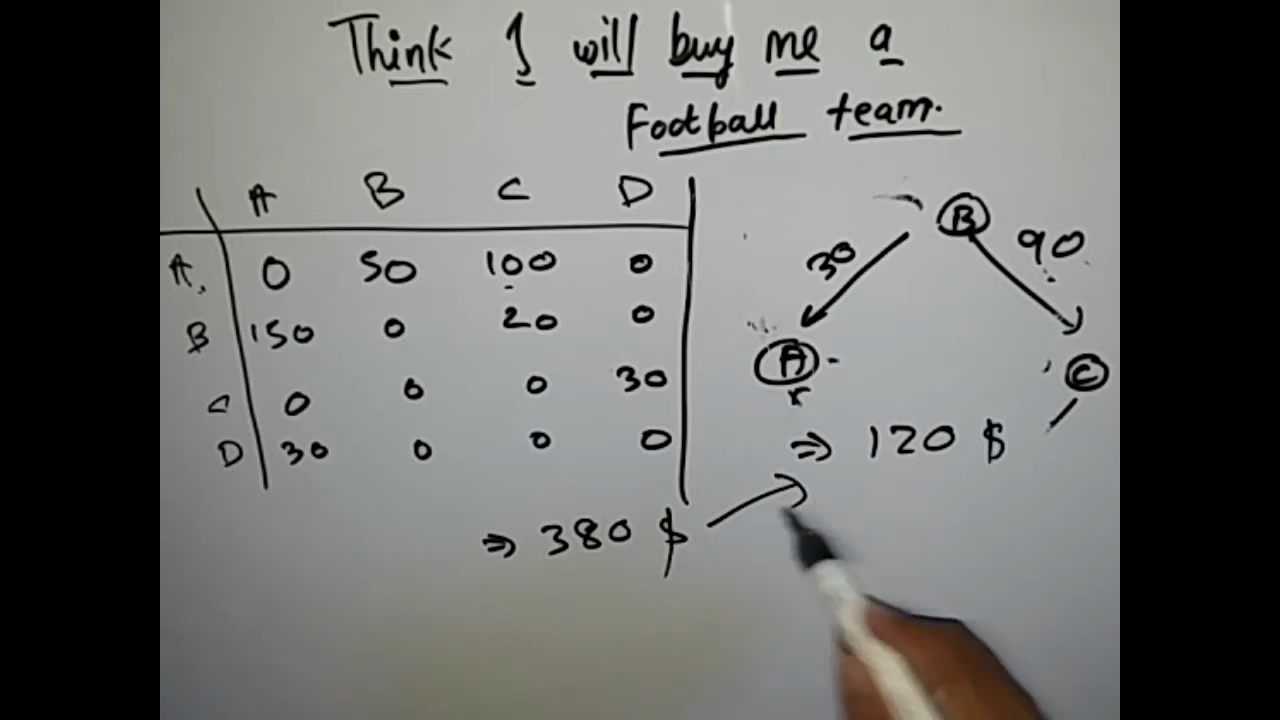 Think I will buy me a
Football team.
A B C D
A, 0 50 100 0
B 150 0 20 0
C 0 0 0 30
D 30 0 0 0
⇒ 380 $
B
30 90
A C
⇒ 120 $